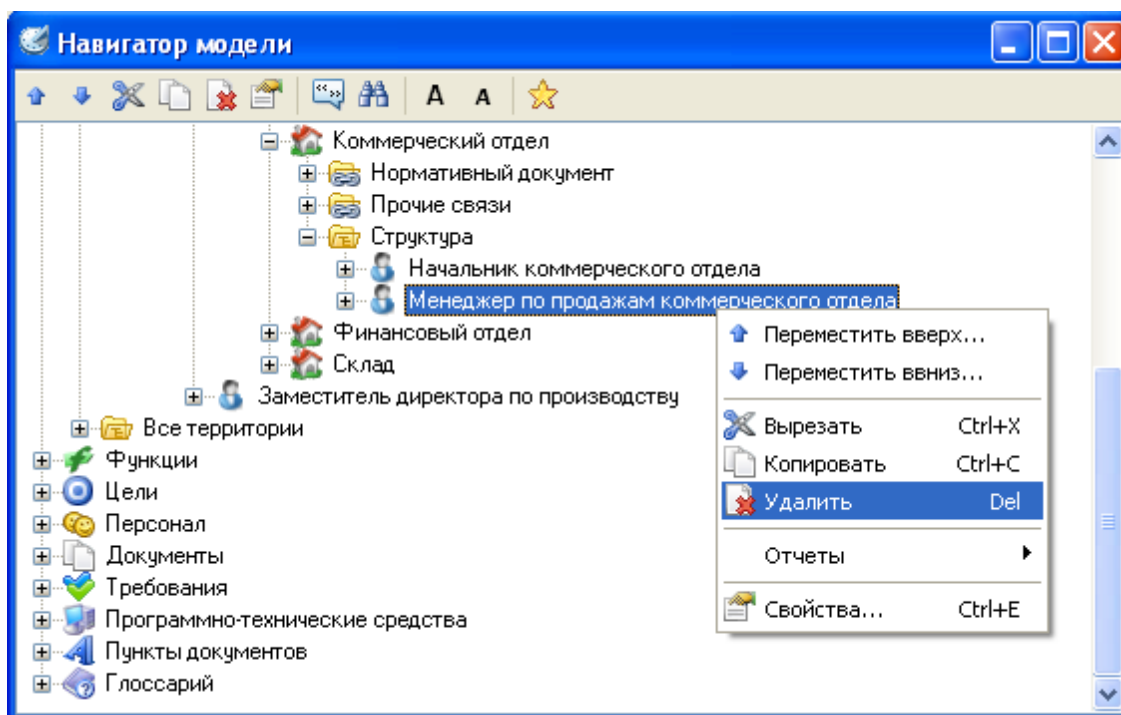 Навигатор модели
“”
А А
Коммерческий отдел
Нормативный документ
Прочие связи
Структура
Начальник коммерческого отдела
Менеджер по продажам коммерческого отдела
Финансовый отдел
Склад
Заместитель директора по производству
Все территории
Функции
Цели
Персонал
Документы
Требования
Программно-технические средства
Пункты документов
Глоссарий
Переместить вверх...
Переместить ввниз...
Вырезать Ctrl+X
Копировать Ctrl+C
Удалить Del
Отчеты
Свойства... Ctrl+E